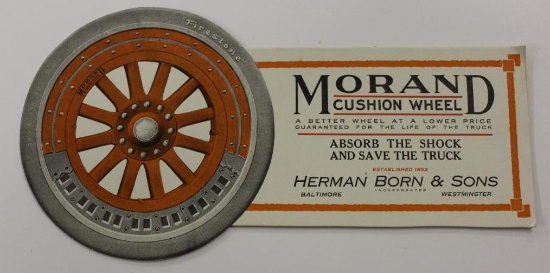 Firestone
MORAND
MORAND
CUSHION WHEEL
A BETTER WHEEL AT A LOWER PRICE
GUARANTEED FOR THE LIFE OF THE TRUCK
ABSORB THE SHOCK
AND SAVE THE TRUCK
ESTABLISHED 1852
HERMAN BORN & SONS
BALTIMORE INCORPORATED WESTMINSTER